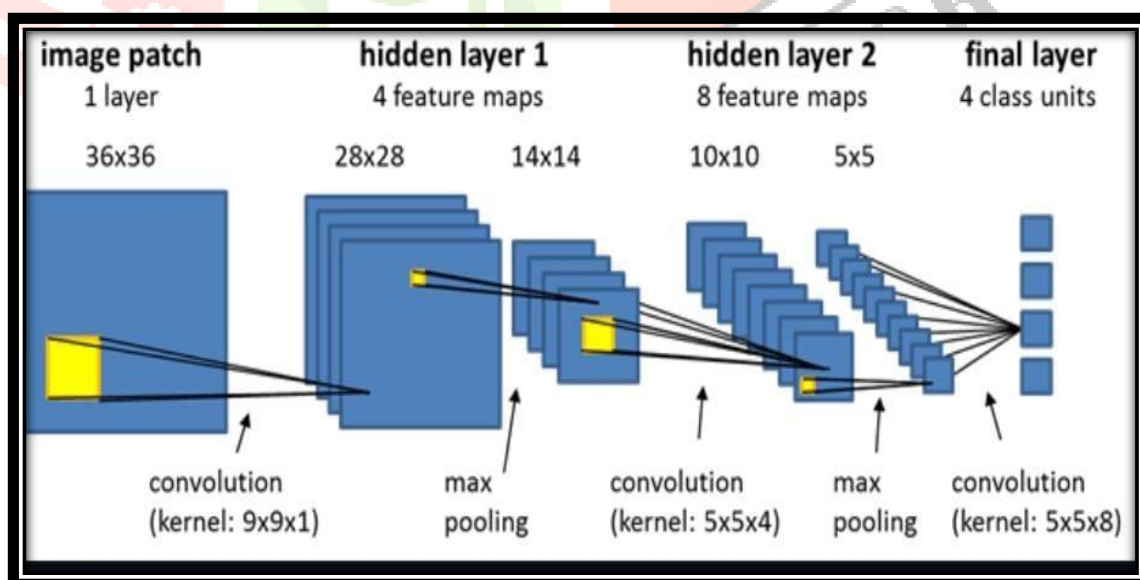 image patch
hidden layer 1
hidden layer 2
final layer
1 layer
4 feature maps
8 feature maps
4 class units
36x36
28x28
14x14
10x10
5x5
convolution
(kernel: 9x9x1)
max
pooling
convolution
(kernel: 5x5x4)
max
pooling
convolution
(kernel: 5x5x8)